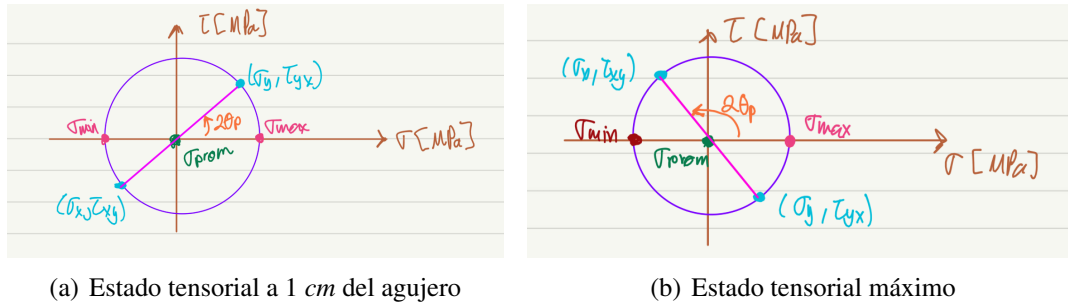 τ [MPa]
(σy, τyx)
2θp
σmin
σmax
σprom
σ [MPa]
(σx, τxy)
(a) Estado tensorial a 1 cm del agujero
τ [MPa]
(σx, τxy)
2θp
σmin
σmax
σprom
σ [MPa]
(σy, τyx)
(b) Estado tensorial máximo